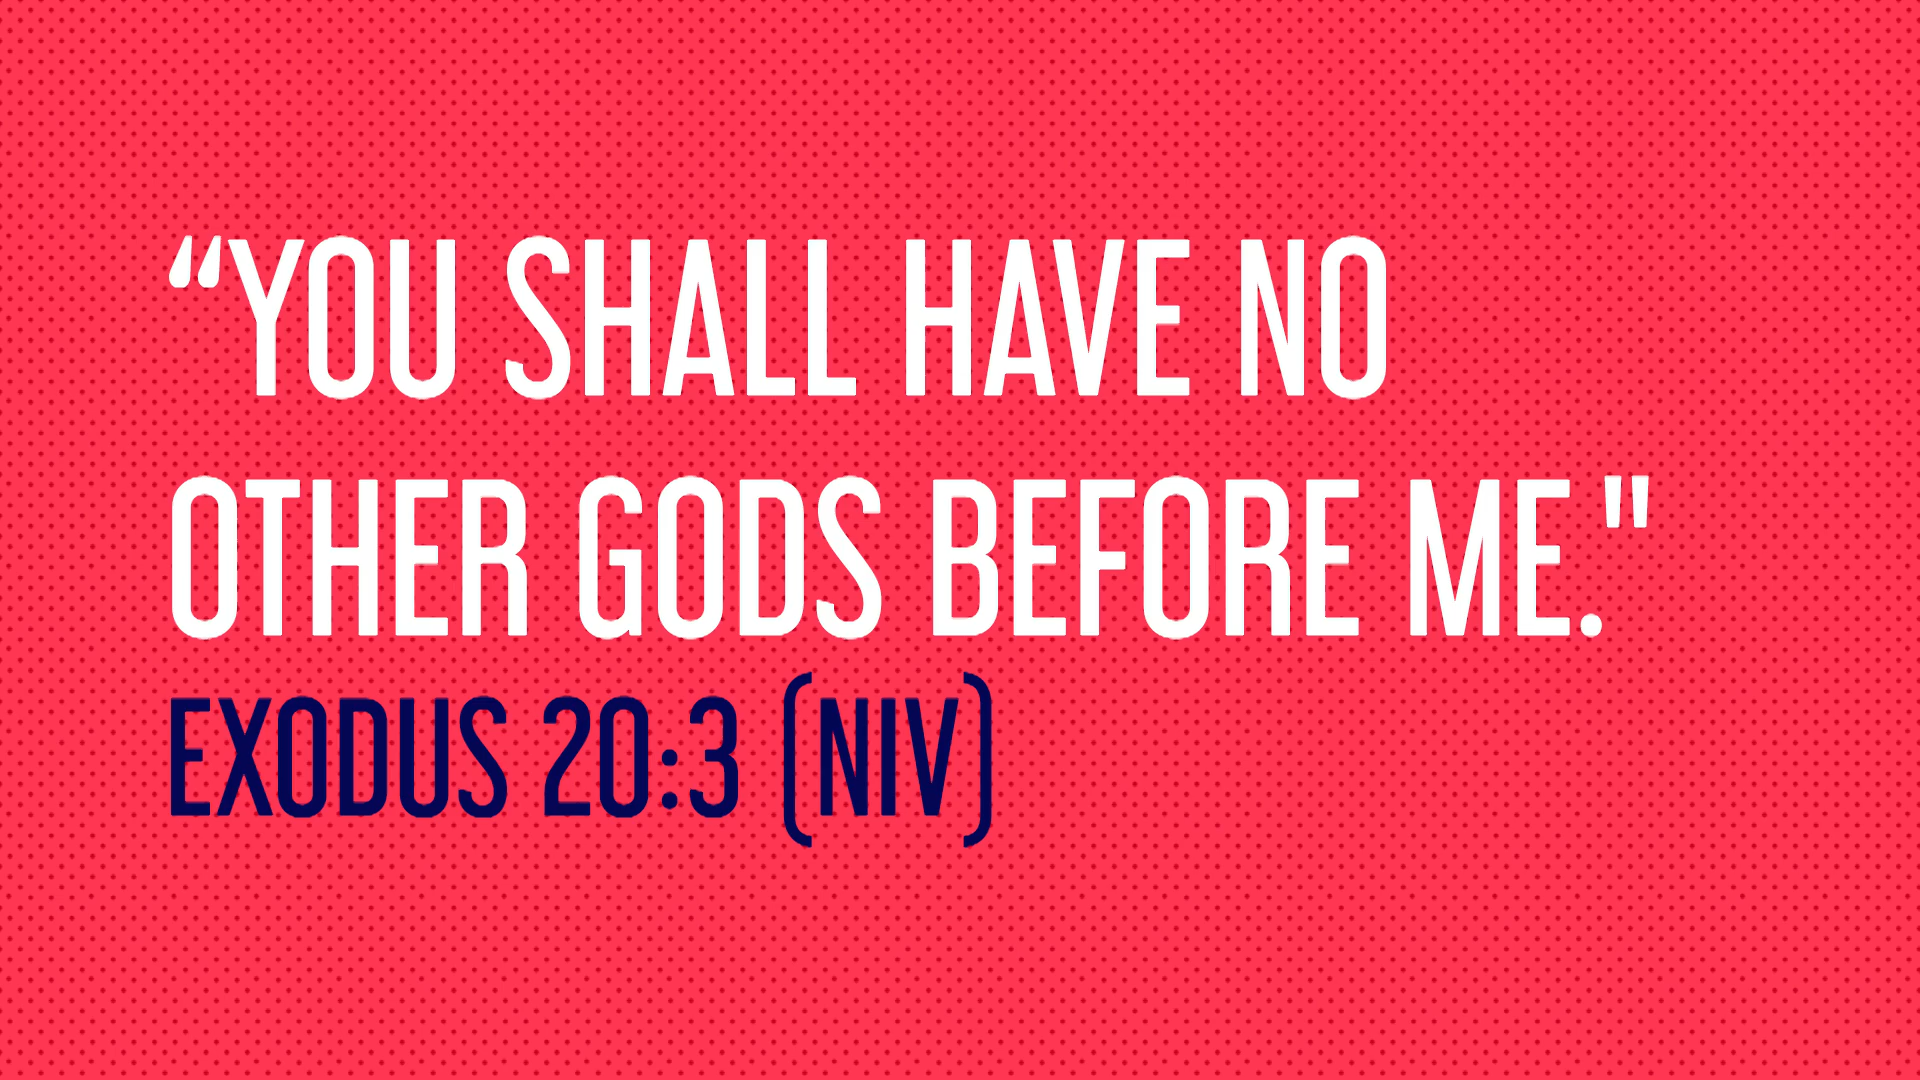 “YOU SHALL HAVE NO
OTHER GODS BEFORE ME."
EXODUS 20:3 (NIV)